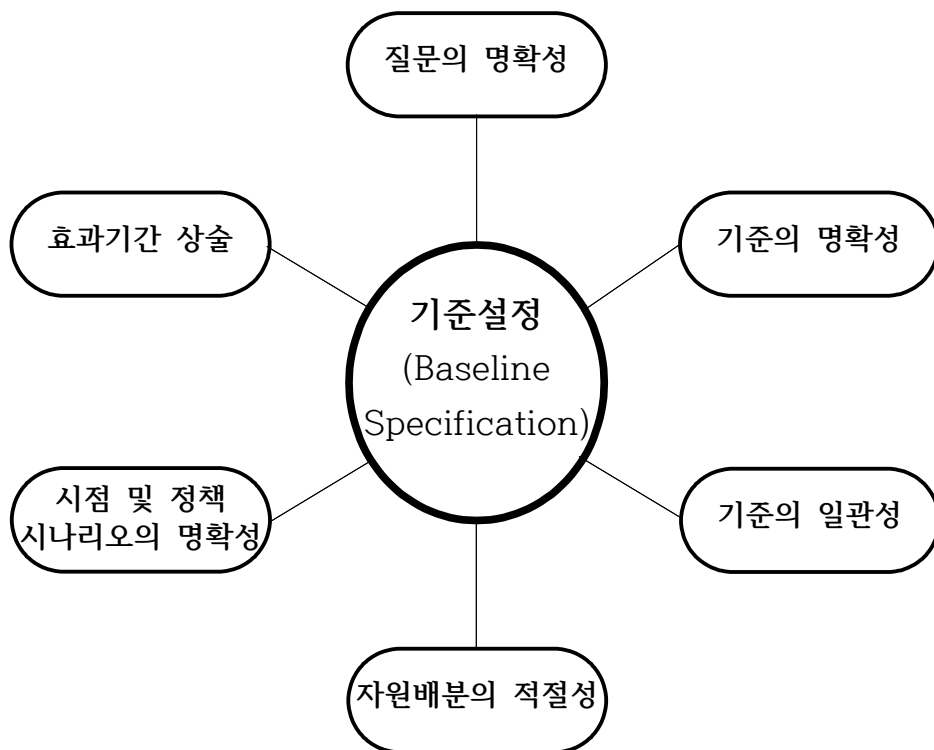 질문의 명확성
효과기간 상술
기준의 명확성
기준설정
(Baseline
Specification)
시점 및 정책
시나리오의 명확성
기준의 일관성
자원배분의 적절성